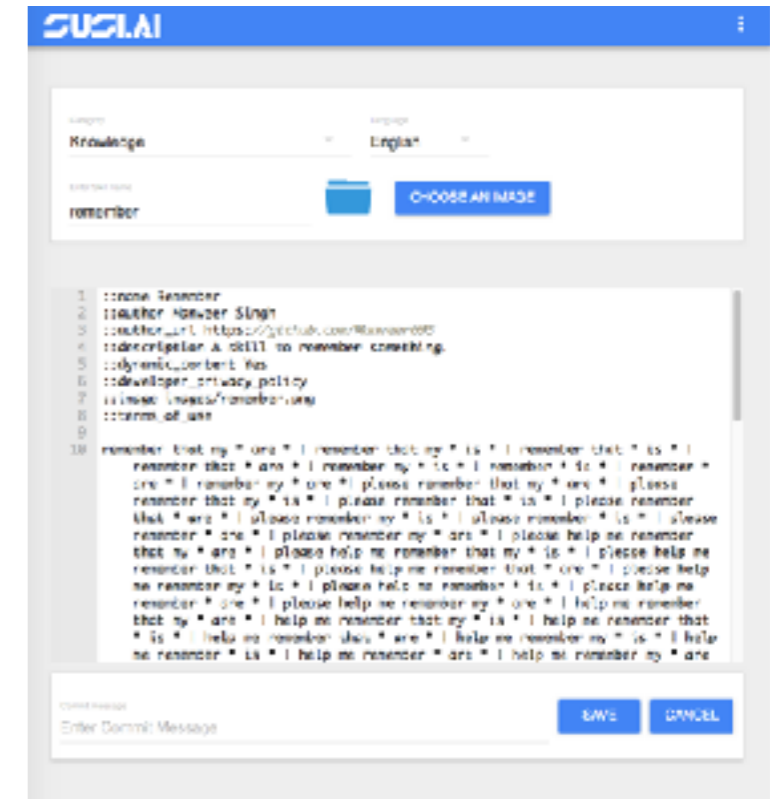 SUSI.AI
Category
Language
Knowledge
English
remember
CHOOSE AN IMAGE
1 ::name Remember
2 ::author Manveer Singh
3 ::author_url https://github.com/
4 ::description a skill to remember something.
5 ::dynamic_content Yes
6 ::developer_privacy_policy
7 ::image images/remember.png
8 ::terms_of_use
9
10 remember that my * are * | remember that my * is * | remember that * is * |
remember that * are * | remember my * is * | remember * is * | remember *
are * | remember my * are *| please remember that my * are * | please
remember that my * is * | please remember that * is * | please remember
that * are * | please remember my * is * | please remember * is * | please
remember * are * | please remember my * are * | please help me remember
that my * are * | please help me remember that my * is * | please help me
remember that * is * | please help me remember that * are * | please help
me remember my * is * | please help me remember * is * | please help me
remember * are * | please help me remember my * are * | help me remember
that my * are * | help me remember that my * is * | help me remember that
* is * | help me remember that * are * | help me remember my * is * | help
me remember * is * | help me remember * are * | help me remember my * are
Commit message
Enter Commit Message
SAVE
CANCEL